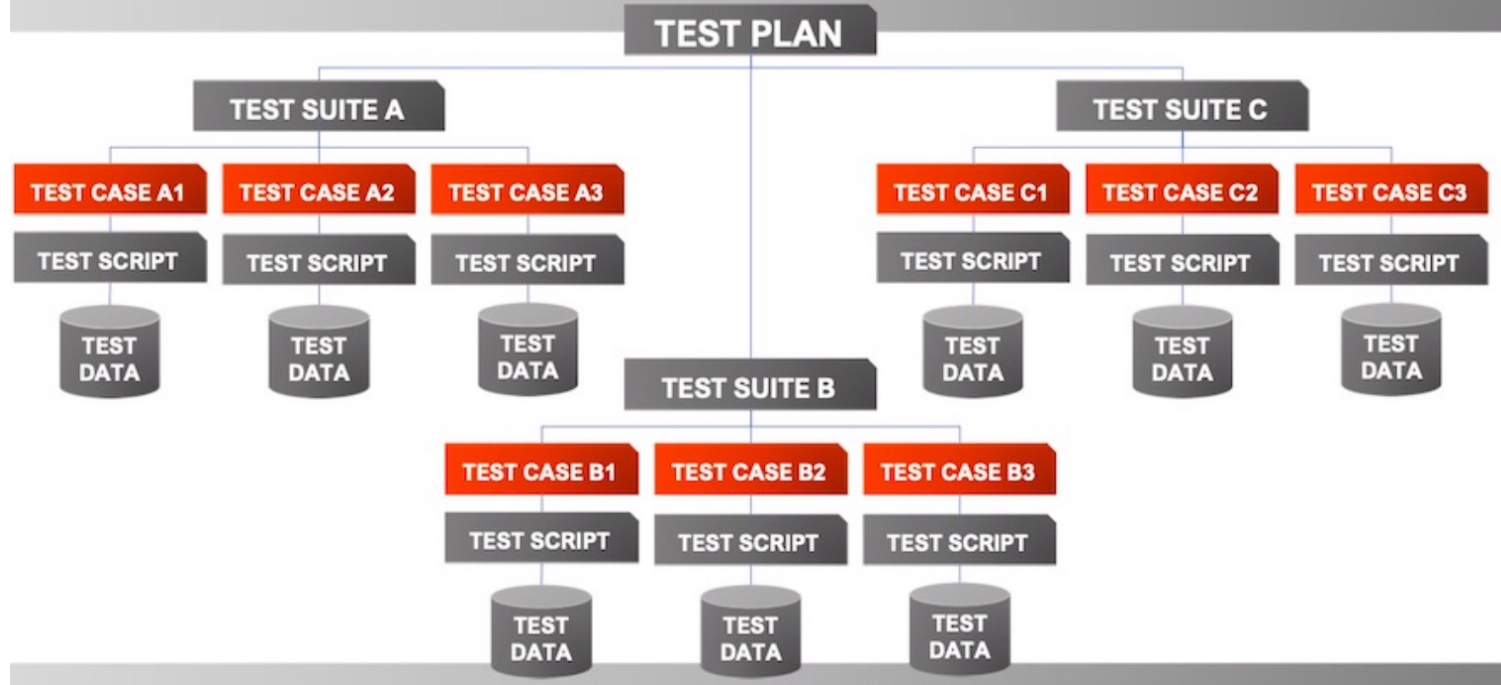 TEST PLAN
TEST SUITE A
TEST SUITE C
TEST CASE A1
TEST CASE A2
TEST CASE A3
TEST CASE C1
TEST CASE C2
TEST CASE C3
TEST SCRIPT
TEST SCRIPT
TEST SCRIPT
TEST SCRIPT
TEST SCRIPT
TEST SCRIPT
TEST
DATA
TEST
DATA
TEST
DATA
TEST
DATA
TEST
DATA
TEST
DATA
TEST SUITE B
TEST CASE B1
TEST CASE B2
TEST CASE B3
TEST SCRIPT
TEST SCRIPT
TEST SCRIPT
TEST
DATA
TEST
DATA
TEST
DATA